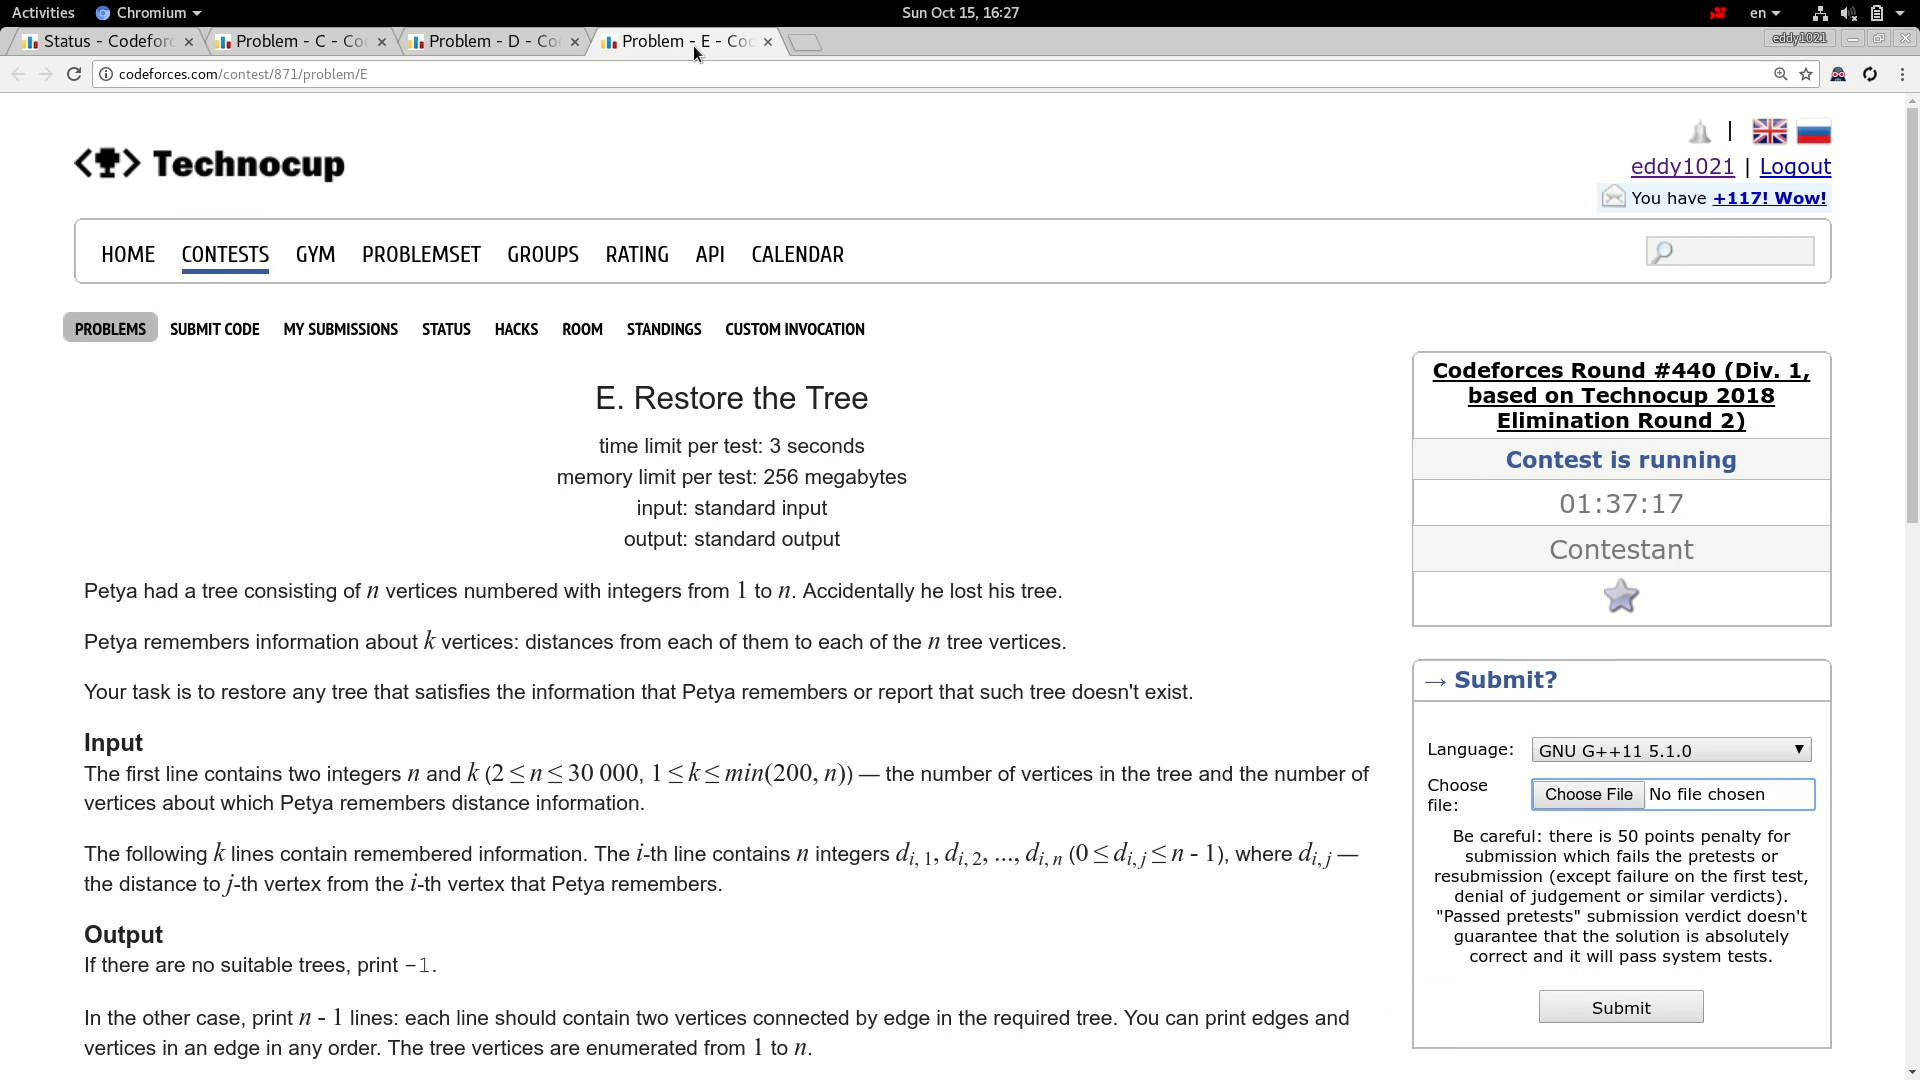 Activities Chromium Sun Oct 15, 16:27 en
Status - Codeforc Problem - C - Co Problem - D - Co Problem - E - Coc eddy1021
codeforces.com/contest/871/problem/E
<🏆> Technocup
eddy1021 | Logout
You have +117! Wow!
HOME CONTESTS GYM PROBLEMSET GROUPS RATING API CALENDAR
PROBLEMS SUBMIT CODE MY SUBMISSIONS STATUS HACKS ROOM STANDINGS CUSTOM INVOCATION
E. Restore the Tree
time limit per test: 3 seconds
memory limit per test: 256 megabytes
input: standard input
output: standard output
Petya had a tree consisting of n vertices numbered with integers from 1 to n. Accidentally he lost his tree.
Petya remembers information about k vertices: distances from each of them to each of the n tree vertices.
Your task is to restore any tree that satisfies the information that Petya remembers or report that such tree doesn't exist.
Input
The first line contains two integers n and k (2 ≤ n ≤ 30 000, 1 ≤ k ≤ min(200, n)) — the number of vertices in the tree and the number of
vertices about which Petya remembers distance information.
The following k lines contain remembered information. The i-th line contains n integers d_{i, 1}, d_{i, 2}, ..., d_{i, n} (0 ≤ d_{i, j} ≤ n - 1), where d_{i, j} —
the distance to j-th vertex from the i-th vertex that Petya remembers.
Output
If there are no suitable trees, print -1.
In the other case, print n - 1 lines: each line should contain two vertices connected by edge in the required tree. You can print edges and
vertices in an edge in any order. The tree vertices are enumerated from 1 to n.
Codeforces Round #440 (Div. 1,
based on Technocup 2018
Elimination Round 2)
Contest is running
01:37:17
Contestant
→ Submit?
Language: GNU G++11 5.1.0
Choose
file: Choose File No file chosen
Be careful: there is 50 points penalty for
submission which fails the pretests or
resubmission (except failure on the first test,
denial of judgement or similar verdicts).
"Passed pretests" submission verdict doesn't
guarantee that the solution is absolutely
correct and it will pass system tests.
Submit